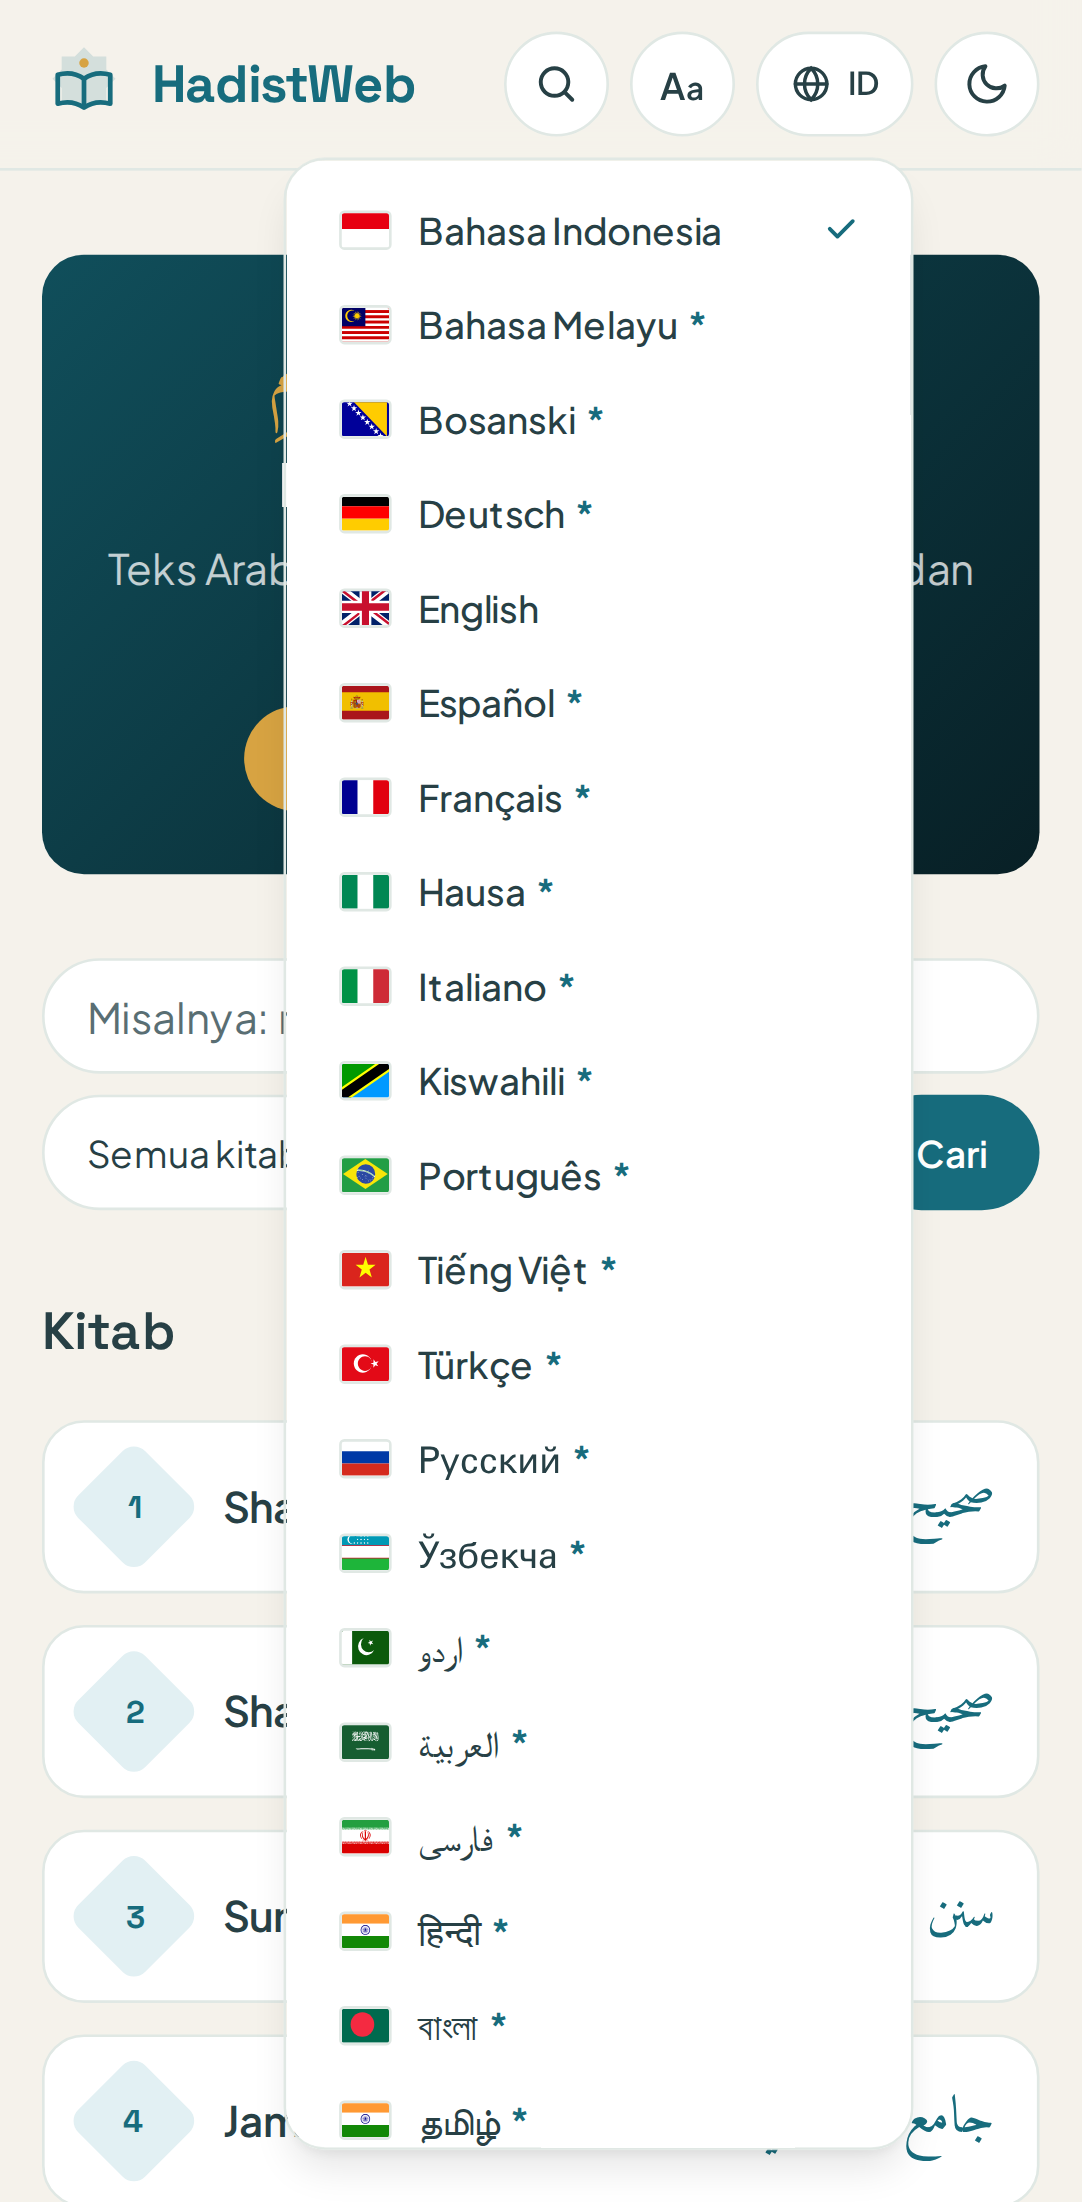 HadistWeb
Aa
ID
Bahasa Indonesia
Bahasa Melayu *
Bosanski *
Deutsch *
English
Español *
Français *
Hausa *
Italiano *
Kiswahili *
Português *
Tiếng Việt *
Türkçe *
Русский *
Ўзбекча *
اردو *
العربية *
فارسی *
हिन्दी *
বাংলা *
தமிழ் *
Teks Arab
dan
Misalnya:
Semua kitab
Cari
Kitab
1
صحيح
2
صحيح
3
سنن
4
جامع